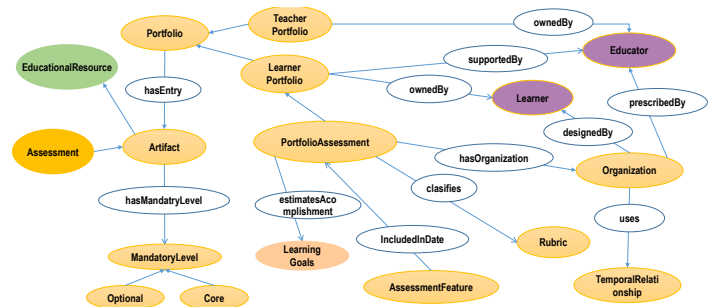 Teacher
Portfolio
ownedBy
Portfolio
Educator
EducationalResource
supportedBy
Learner
Portfolio
hasEntry
ownedBy
Learner
prescribedBy
designedBy
PortfolioAssessment
Assessment
Artifact
hasOrganization
Organization
clasifies
hasMandatryLevel
estimatesAco
mplishment
uses
IncludedInDate
MandatoryLevel
Learning
Goals
Rubric
AssessmentFeature
TemporalRelati
onship
Optional
Core